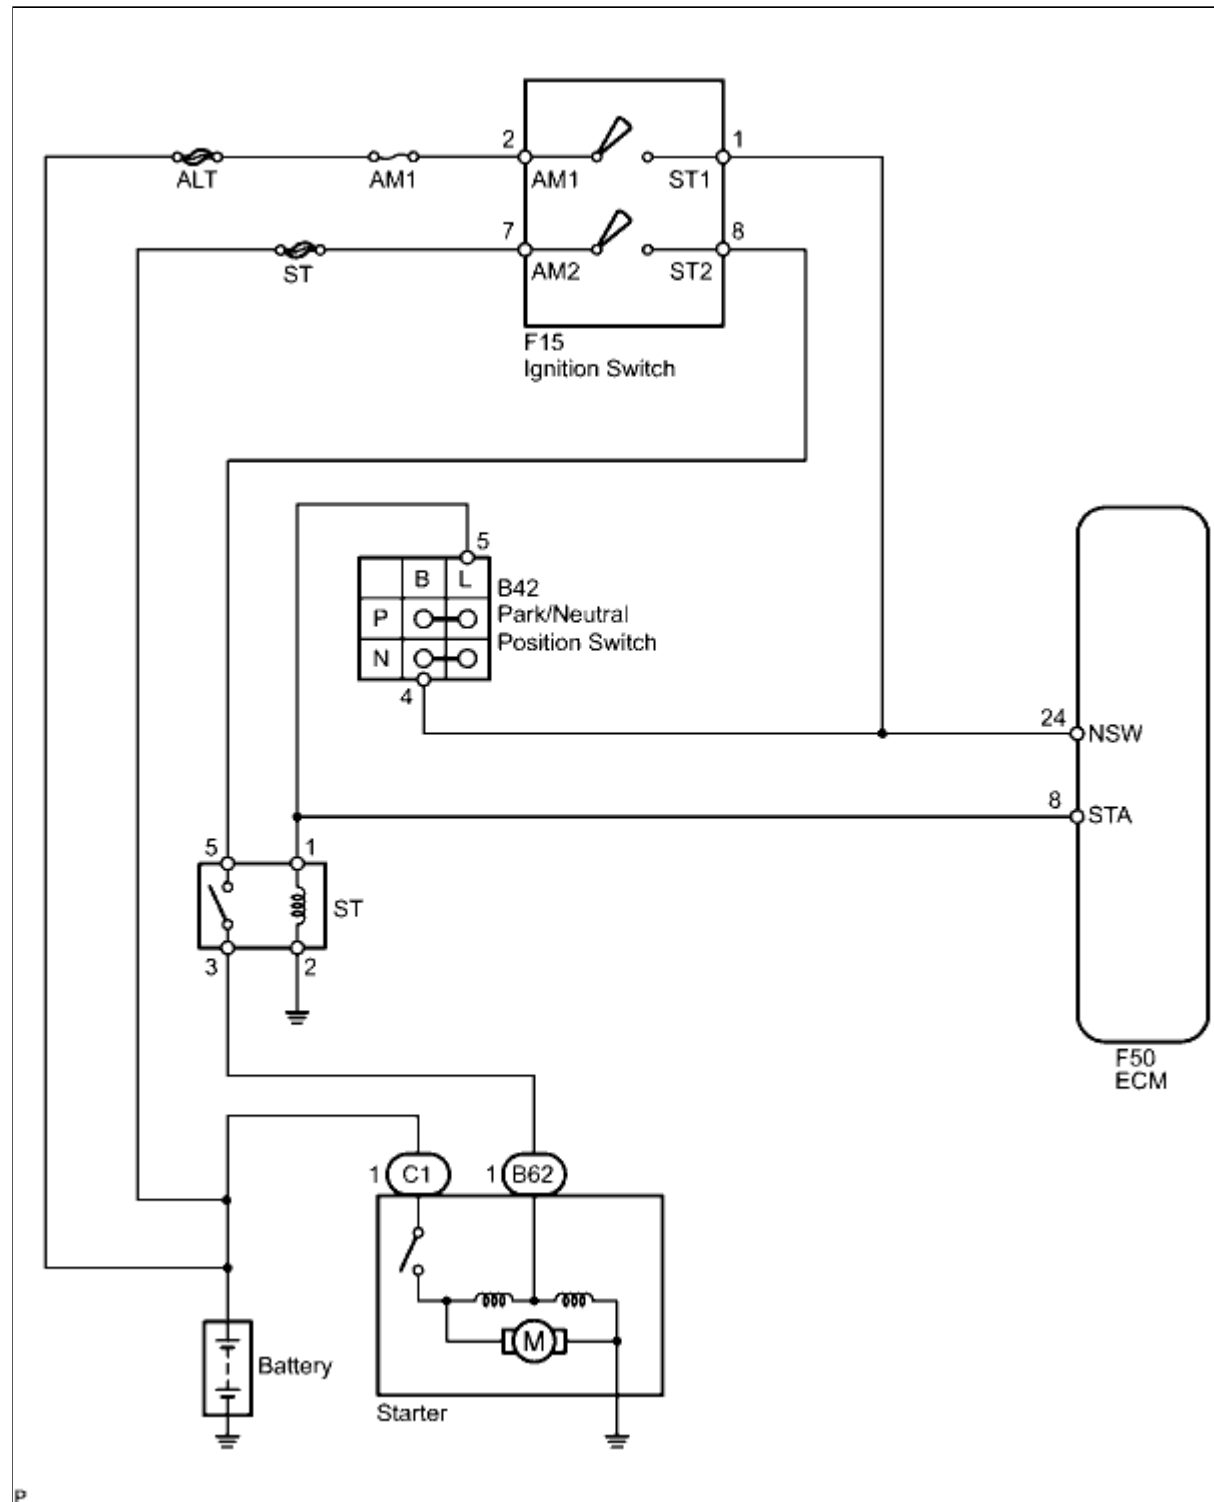 2
1
ALT
AM1
AM1
ST1
7
8
ST
AM2
ST2
F15
Ignition Switch
5
B
L
B42
P
Park/Neutral
N
Position Switch
4
24
NSW
8
STA
5
1
ST
3
2
F50
ECM
1
C1
1
B62
M
Battery
Starter
P